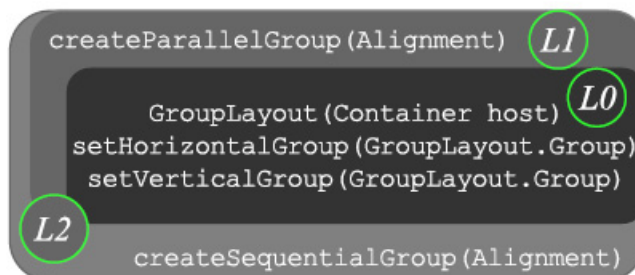 createParallelGroup(Alignment) L1
L0
GroupLayout(Container host)
setHorizontalGroup(GroupLayout.Group)
setVerticalGroup(GroupLayout.Group)
L2
createSequentialGroup(Alignment)